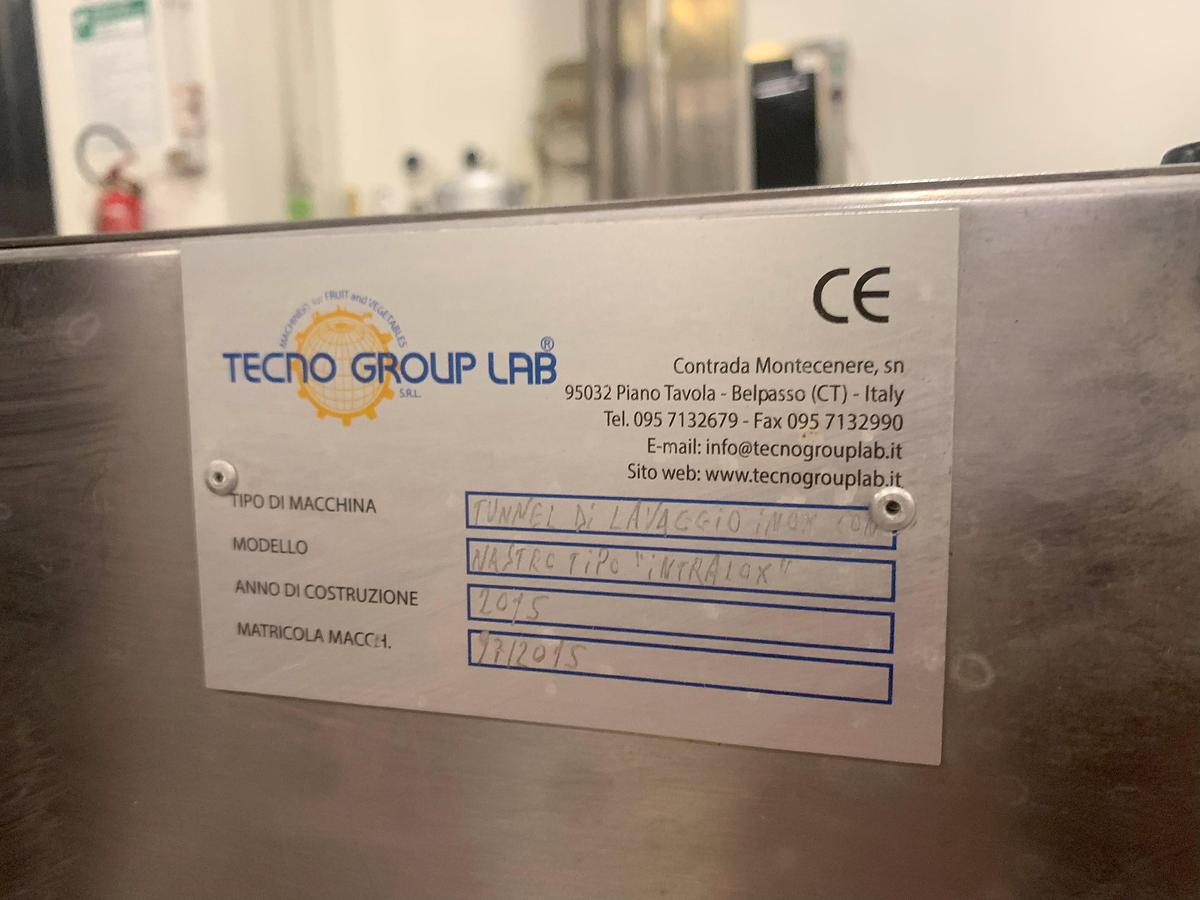 MACHINERY for FRUIT and VEGETABLES
TECNO GROUP LAB®
S.R.L.
CE
Contrada Montecenere, sn
95032 Piano Tavola - Belpasso (CT) - Italy
Tel. 095 7132679 - Fax 095 7132990
E-mail: info@tecnogrouplab.it
Sito web: www.tecnogrouplab.it
TIPO DI MACCHINA TUNNEL Di LAVAGGIO iNOX CON
MODELLO NASTRO TiPO "iNTRALOX"
ANNO DI COSTRUZIONE 2015
MATRICOLA MACCH. 97/2015